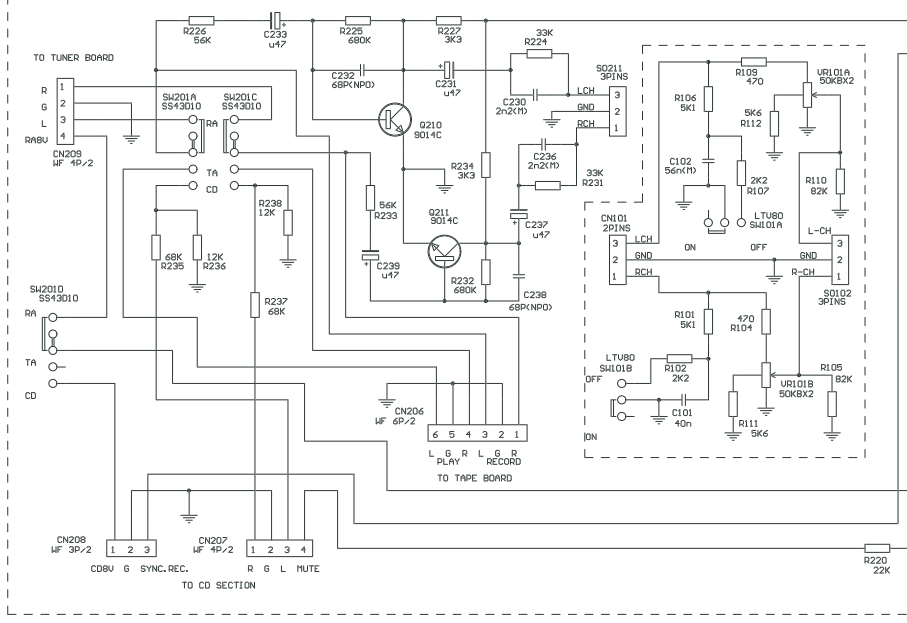 R226
56K
C233
u47
R225
680K
R227
3K3
33K
R224
TO TUNER BOARD
R
G
L
RA8V
1
2
3
4
CN209
WF 4P/2
SW201A
SS43D10
SW201C
SS43D10
RA
TA
CD
C232
68P(NPO)
C231
u47
C230
2n2(M)
SO211
3PINS
LCH
GND
RCH
3
2
1
Q210
9014C
C236
2n2(M)
33K
R231
R234
3K3
56K
R233
Q211
9014C
C237
u47
C239
u47
R232
680K
C238
68P(NPO)
R238
12K
68K
R235
12K
R236
R237
68K
SW201D
SS43D10
RA
TA
CD
R109
470
VR101A
50KBX2
R106
5K1
5K6
R112
C102
56n(M)
2K2
R107
R110
82K
LTV80
SW101A
ON
OFF
CN101
2PINS
3
2
1
LCH
GND
RCH
L-CH
GND
R-CH
3
2
1
SO102
3PINS
R101
5K1
470
R104
LTV80
SW101B
OFF
ON
R102
2K2
C101
40n
VR101B
50KBX2
R105
82K
R111
5K6
CN206
WF 6P/2
6 5 4 3 2 1
L G R L G R
PLAY RECORD
TO TAPE BOARD
CN208
WF 3P/2
1 2 3
CD8V G SYNC.REC.
CN207
WF 4P/2
1 2 3 4
R G L MUTE
TO CD SECTION
R220
22K